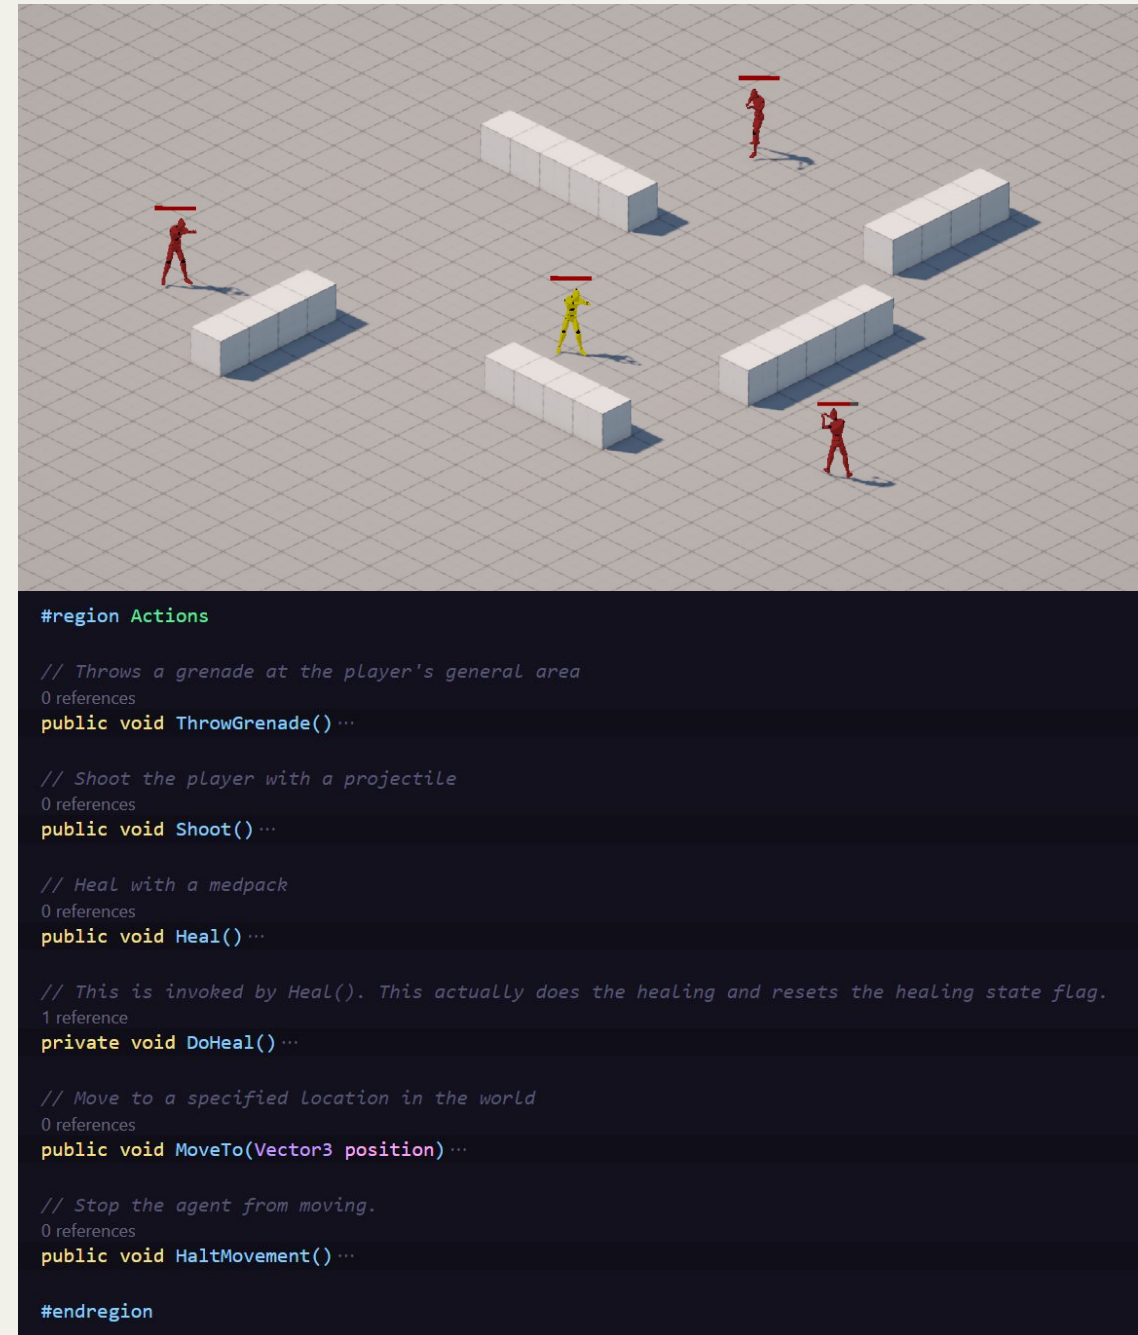 #region Actions
// Throws a grenade at the player's general area
0 references
public void ThrowGrenade()···
// Shoot the player with a projectile
0 references
public void Shoot()···
// Heal with a medpack
0 references
public void Heal()···
// This is invoked by Heal(). This actually does the healing and resets the healing state flag.
1 reference
private void DoHeal()···
// Move to a specified location in the world
0 references
public void MoveTo(Vector3 position)···
// Stop the agent from moving.
0 references
public void HaltMovement()···
#endregion